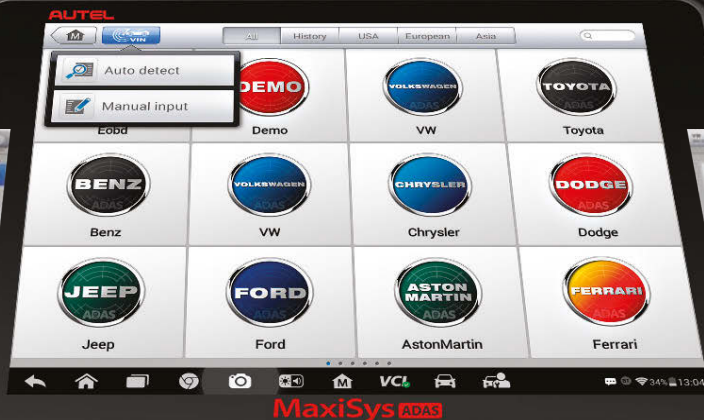 AUTEL
M VIN All History USA European Asia
Auto detect
Manual input
DEMO VOLKSWAGEN ADAS TOYOTA ADAS
Eobd Demo VW Toyota
BENZ ADAS VOLKSWAGEN ADAS CHRYSLER ADAS DODGE ADAS
Benz VW Chrysler Dodge
JEEP ADAS FORD ADAS ASTON MARTIN ADAS FERRARI ADAS
Jeep Ford AstonMartin Ferrari
M VCI 34% 13:04
MaxiSys ADAS